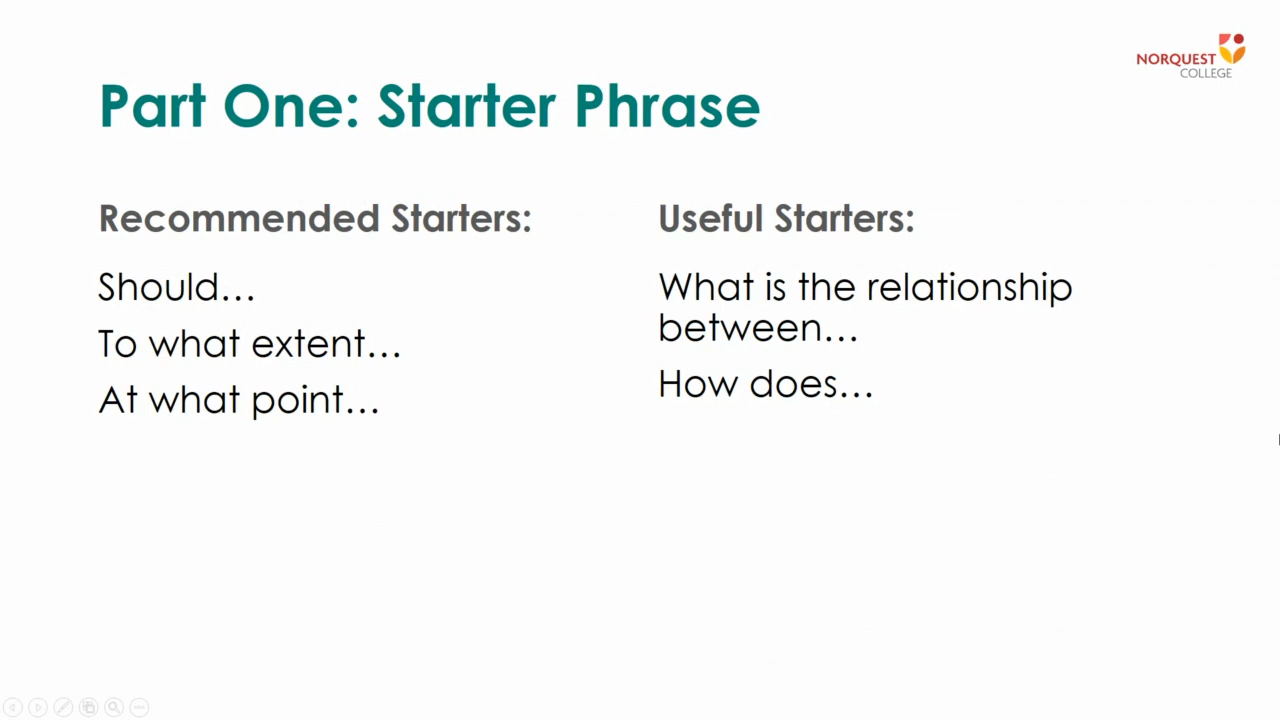 NORQUEST
COLLEGE
Part One: Starter Phrase
Recommended Starters:
Should...
To what extent...
At what point...
Useful Starters:
What is the relationship
between...
How does...